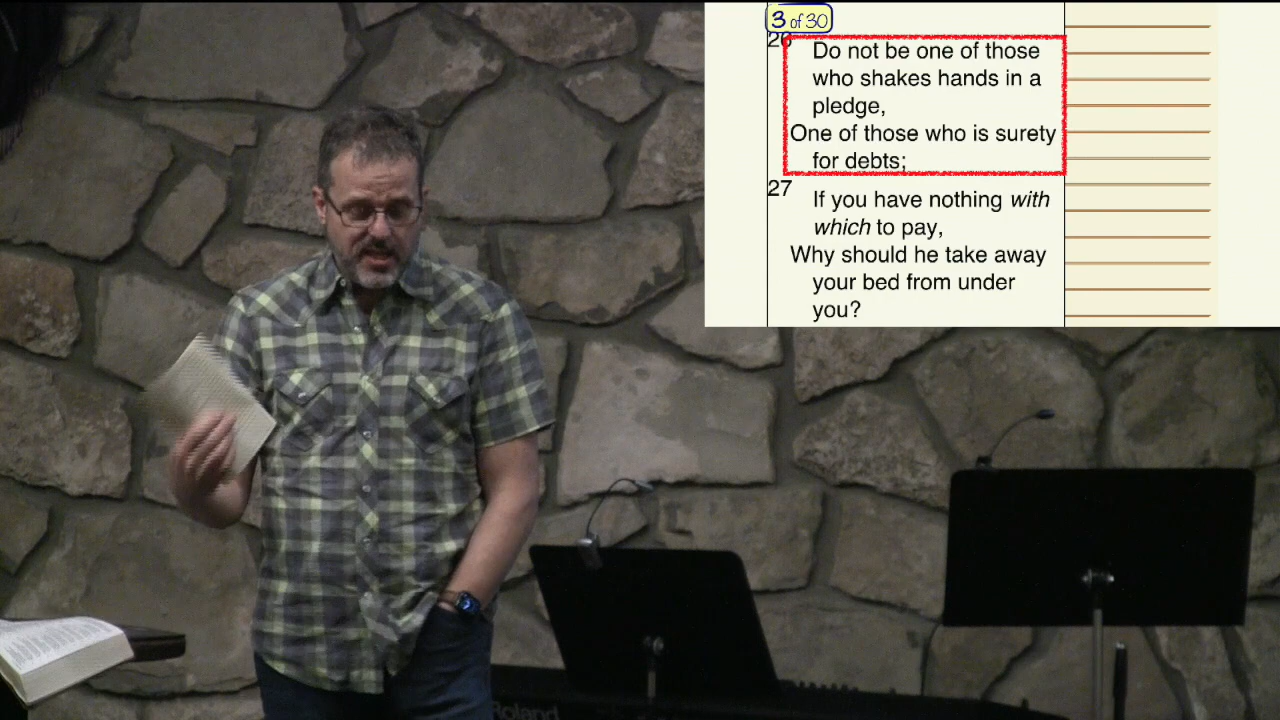 3 of 30
26
Do not be one of those
who shakes hands in a
pledge,
One of those who is surety
for debts;
27
If you have nothing with
which to pay,
Why should he take away
your bed from under
you?
Roland